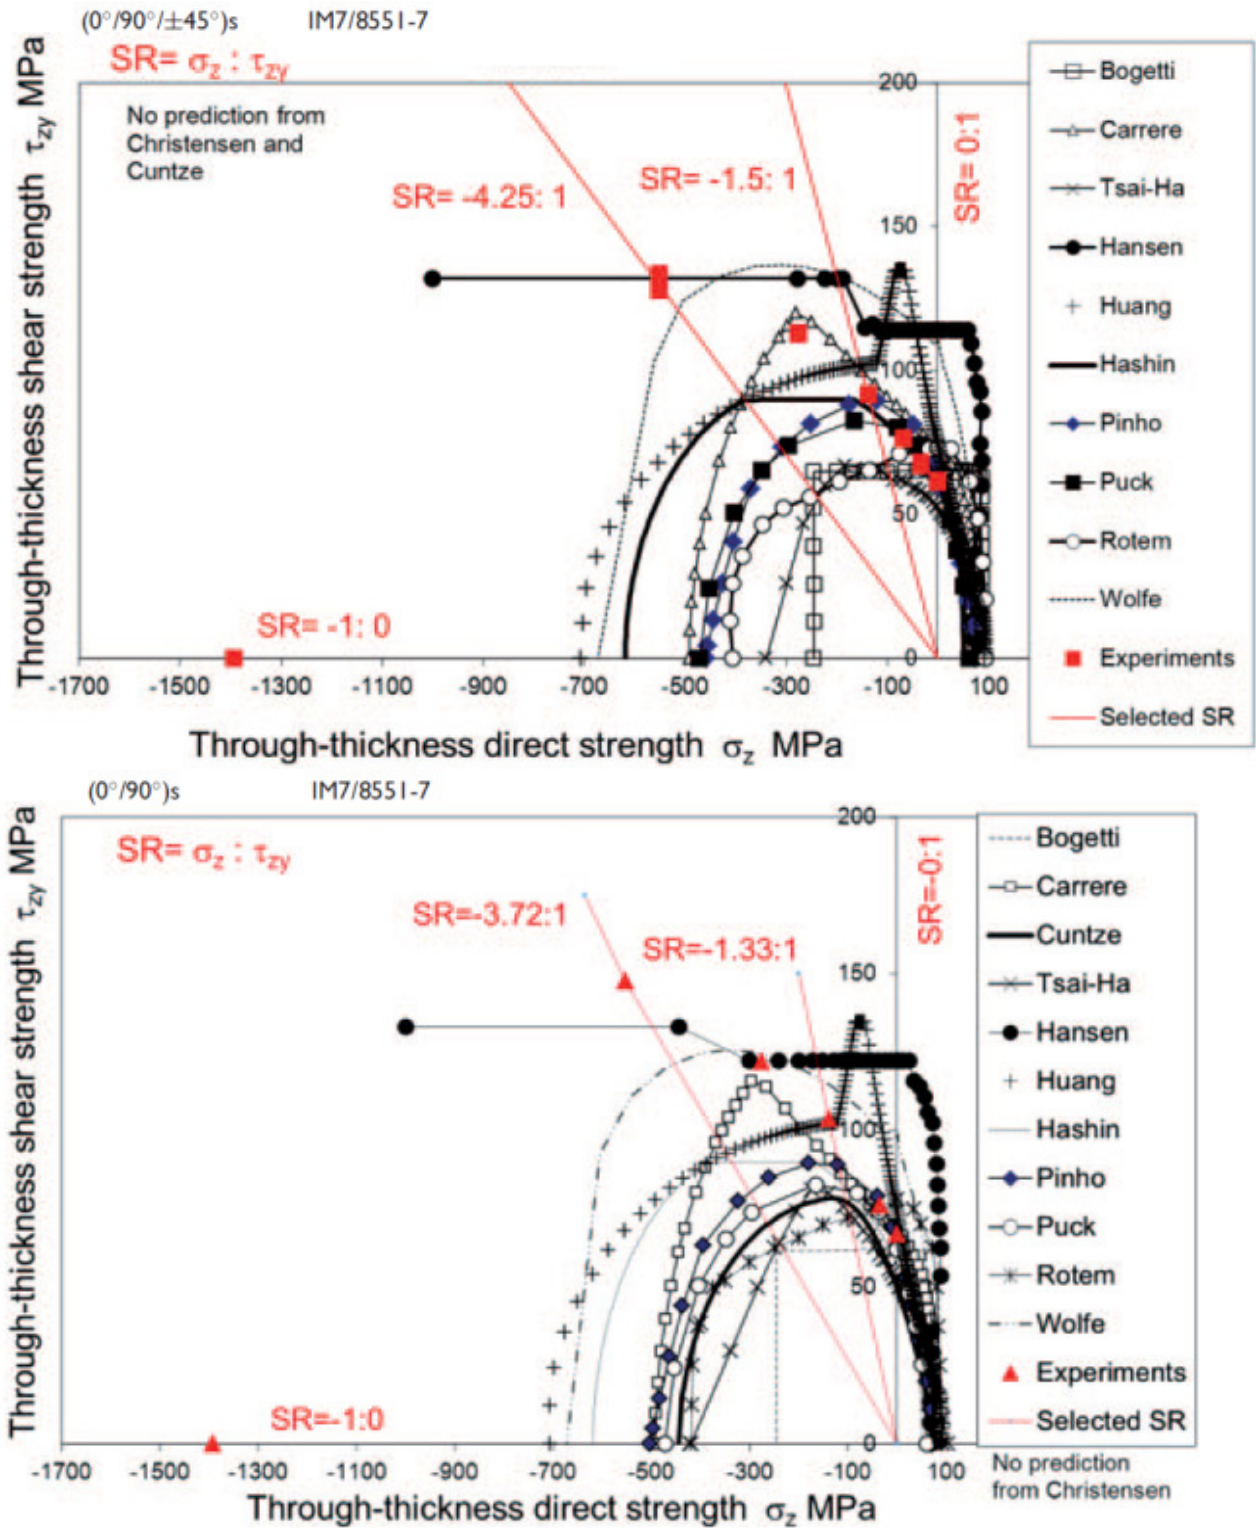 (0°/90°/±45°)s IM7/8551-7
SR= σz : τzy
No prediction from
Christensen and
Cuntze
SR= -4.25: 1
SR= -1.5: 1
SR= 0:1
SR= -1: 0
200
150
100
50
0
-1700 -1500 -1300 -1100 -900 -700 -500 -300 -100 100
Through-thickness shear strength τzy MPa
Through-thickness direct strength σz MPa
Bogetti
Carrere
Tsai-Ha
Hansen
Huang
Hashin
Pinho
Puck
Rotem
Wolfe
Experiments
Selected SR
(0°/90°)s IM7/8551-7
SR= σz : τzy
SR=-3.72:1
SR=-1.33:1
SR=-0:1
SR=-1:0
200
150
100
50
0
-1700 -1500 -1300 -1100 -900 -700 -500 -300 -100 100
Through-thickness shear strength τzy MPa
Through-thickness direct strength σz MPa
Bogetti
Carrere
Cuntze
Tsai-Ha
Hansen
Huang
Hashin
Pinho
Puck
Rotem
Wolfe
Experiments
Selected SR
No prediction
from Christensen